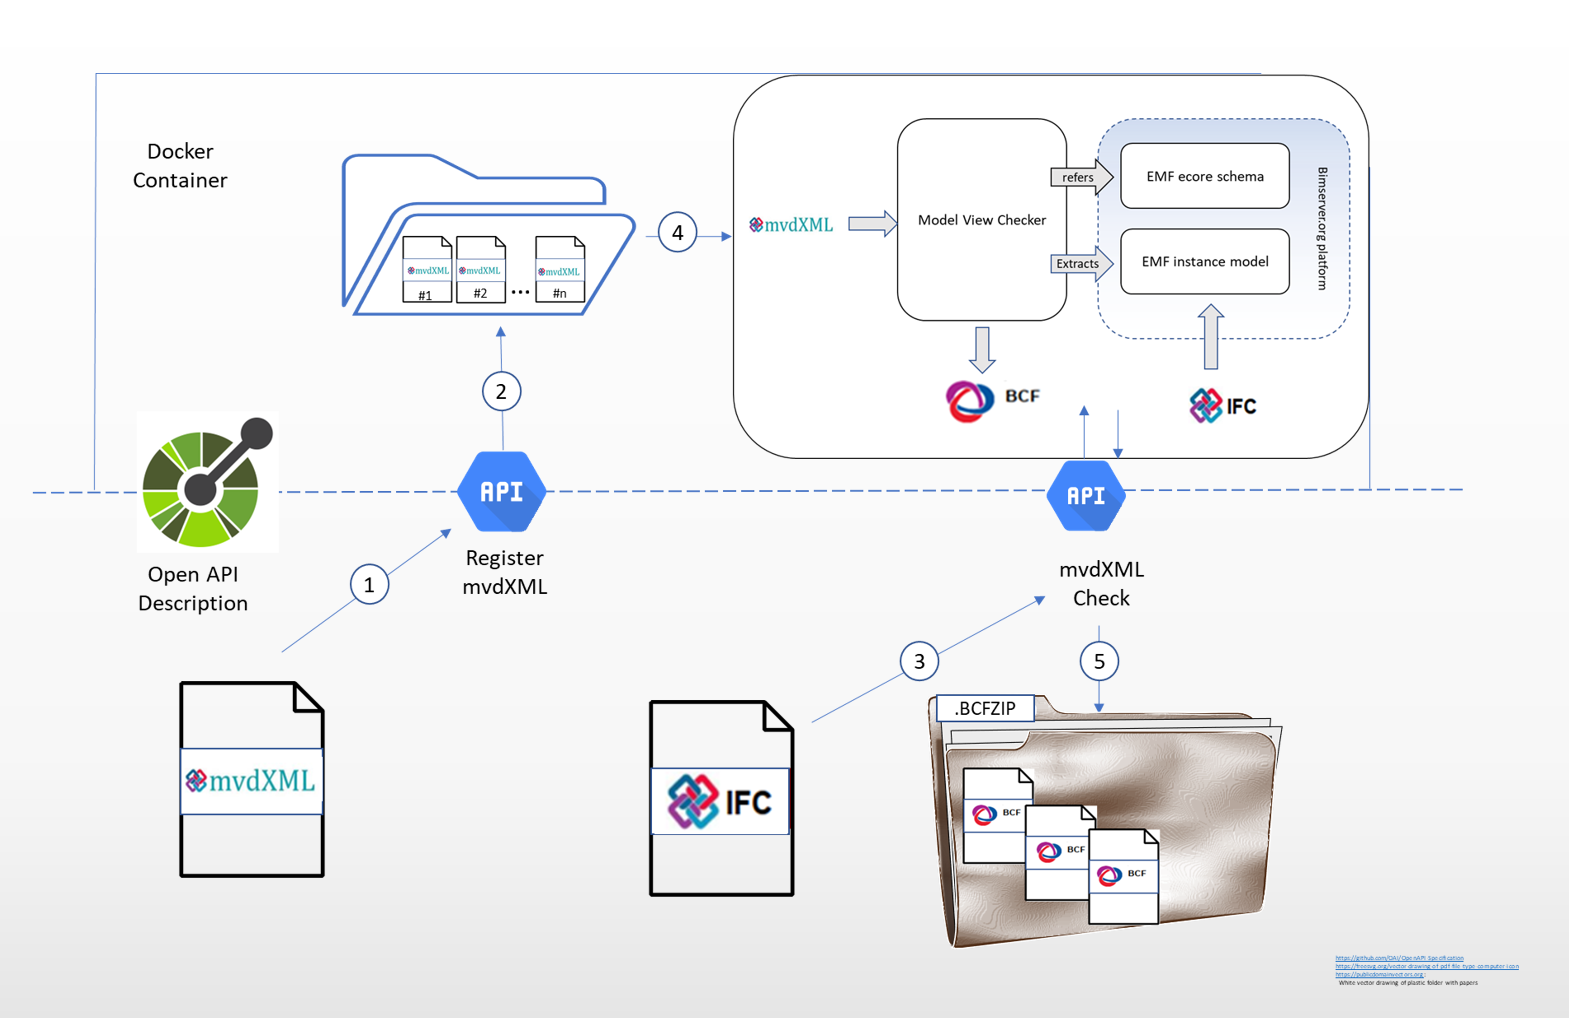 Docker
Container
mvdXML
#1
mvdXML
#2
...
mvdXML
#n
4
mvdXML
Model View Checker
refers
Extracts
EMF ecore schema
EMF instance model
Bimserver.org platform
BCF
IFC
2
API
Register
mvdXML
API
mvdXML
Check
Open API
Description
1
3
5
mvdXML
IFC
.BCFZIP
BCF
BCF
BCF
https://github.com/OAI/OpenAPI-Specification
https://freesvg.org/vector-drawing-of-pdf-file-type-computer-icon
https://publicdomainvectors.org:
White vector drawing of plastic folder with papers